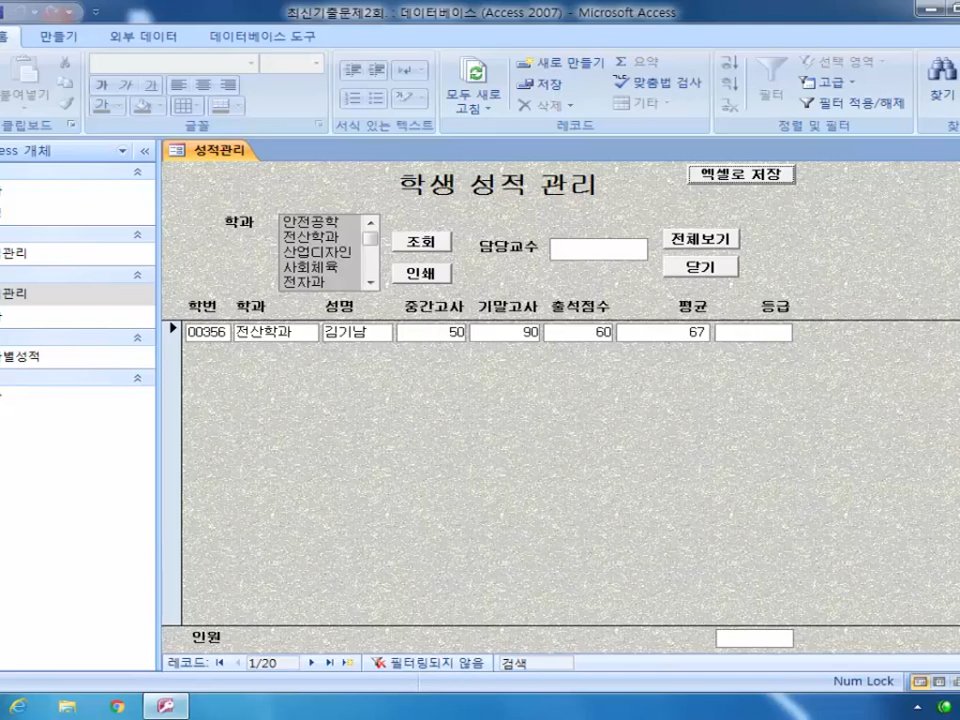 최신기출문제2회. : 데이터베이스 (Access 2007) - Microsoft Access
홈 만들기 외부 데이터 데이터베이스 도구
붙여넣기
가 가 가
모두 새로 고침
새로 만들기
저장
삭제
요약
맞춤법 검사
기타
필터
선택 영역
고급
필터 적용/해제
찾기
클립보드 글꼴 서식 있는 텍스트 레코드 정렬 및 필터 찾
ess 개체
성적관리
관리
관리
별성적
학생 성적 관리
엑셀로 저장
학과
안전공학
전산학과
산업디자인
사회체육
전자과
조회
인쇄
담당교수
전체보기
닫기
학번 학과 성명 중간고사 기말고사 출석점수 평균 등급
00356 전산학과 김기남 50 90 60 67
인원
레코드: 1/20 필터링되지 않음 검색
Num Lock